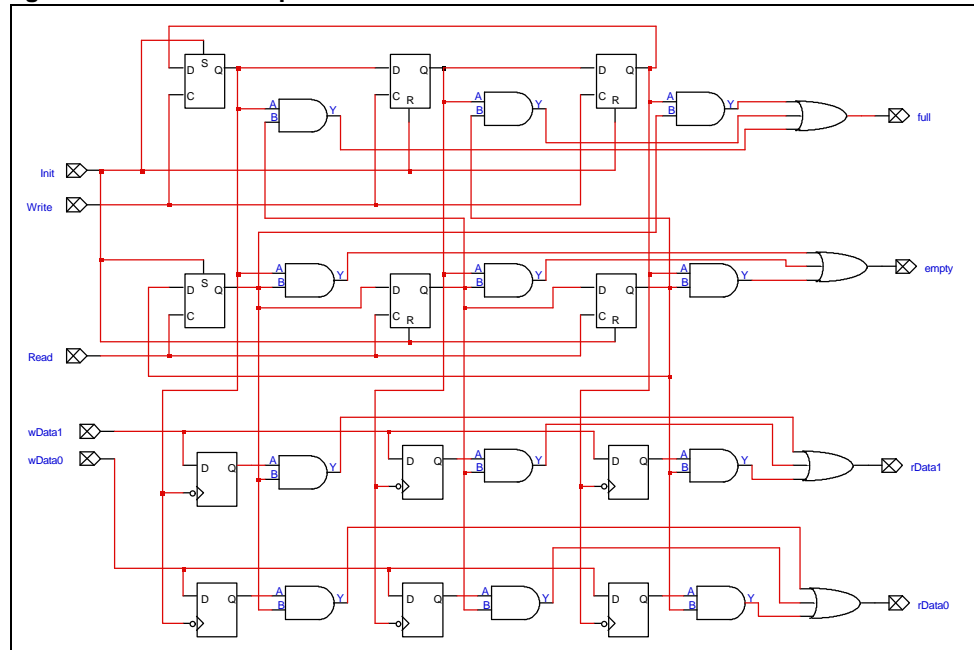 S
D Q D Q D Q
C C R C R
A Y A Y A Y
B B B
full
Init
Write
A Y A Y A Y
B B B
empty
S
D Q D Q D Q
C C R C R
Read
wData1
wData0
D Q A Y D Q A Y D Q A Y
B B B
rData1
D Q A Y D Q A Y D Q A Y
B B B
rData0